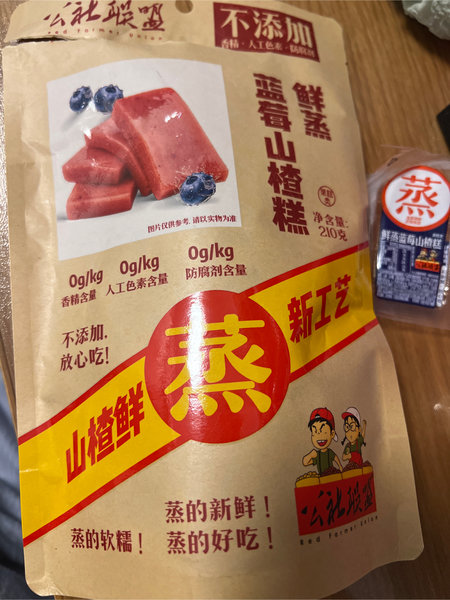 公社联盟
Red Farmer Union
不添加
香精·人工色素·防腐剂
鲜蒸
蓝莓山楂糕
净含量:
210克
图片仅供参考,请以实物为准
0g/kg
香精含量
0g/kg
人工色素含量
0g/kg
防腐剂含量
不添加,
放心吃!
山楂鲜
蒸
新工艺
蒸的新鲜!
蒸的软糯!
蒸的好吃!
公社联盟
Red Farmer Union
蒸
鲜蒸蓝莓山楂糕